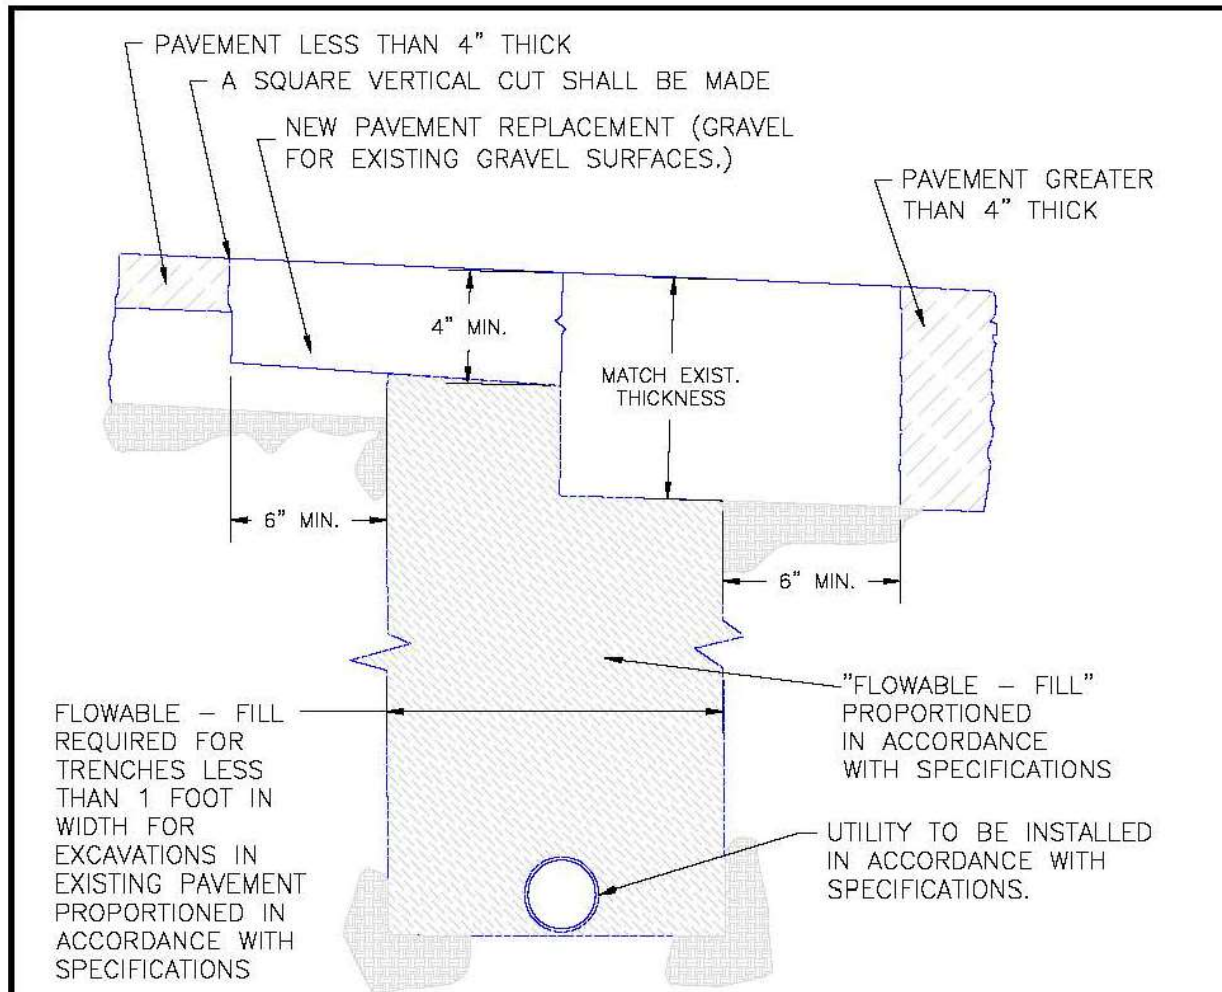 PAVEMENT LESS THAN 4" THICK
A SQUARE VERTICAL CUT SHALL BE MADE
NEW PAVEMENT REPLACEMENT (GRAVEL
FOR EXISTING GRAVEL SURFACES.)
PAVEMENT GREATER
THAN 4" THICK
4" MIN.
MATCH EXIST.
THICKNESS
6" MIN.
6" MIN.
"FLOWABLE – FILL"
PROPORTIONED
IN ACCORDANCE
WITH SPECIFICATIONS
FLOWABLE – FILL
REQUIRED FOR
TRENCHES LESS
THAN 1 FOOT IN
WIDTH FOR
EXCAVATIONS IN
EXISTING PAVEMENT
PROPORTIONED IN
ACCORDANCE WITH
SPECIFICATIONS
UTILITY TO BE INSTALLED
IN ACCORDANCE WITH
SPECIFICATIONS.